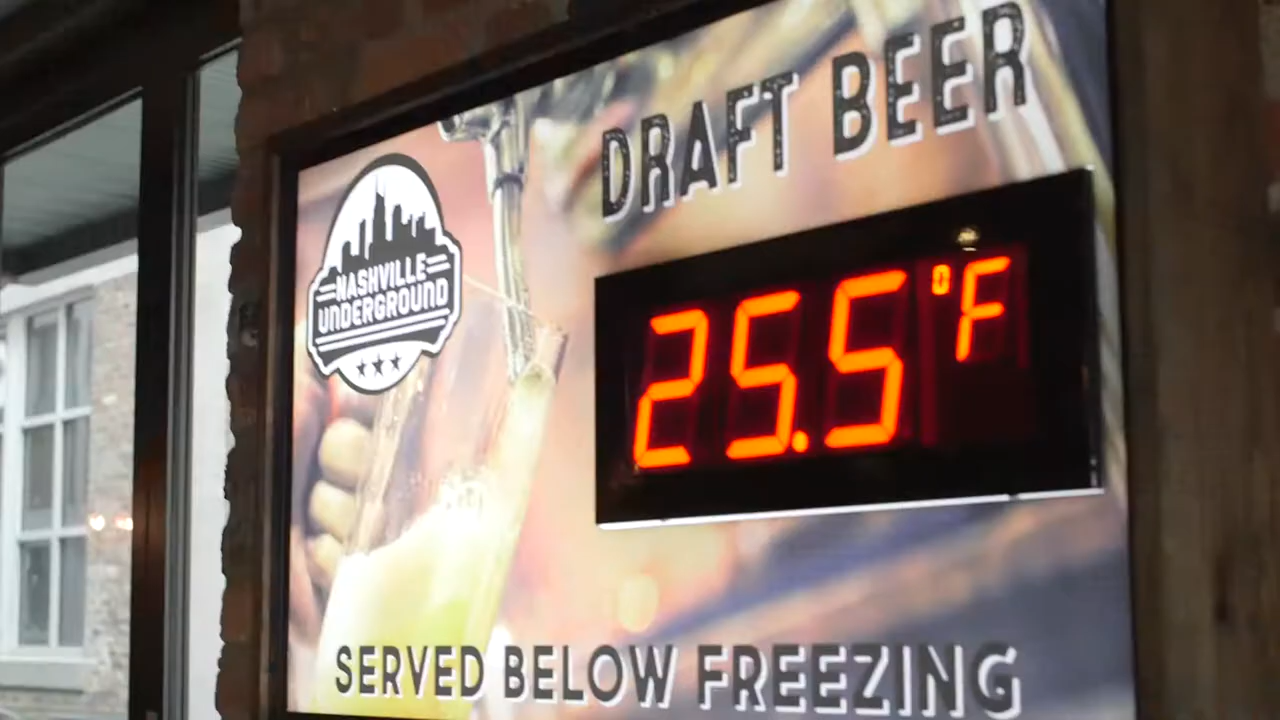 DRAFT BEER
NASHVILLE
UNDERGROUND
25.5°F
SERVED BELOW FREEZING